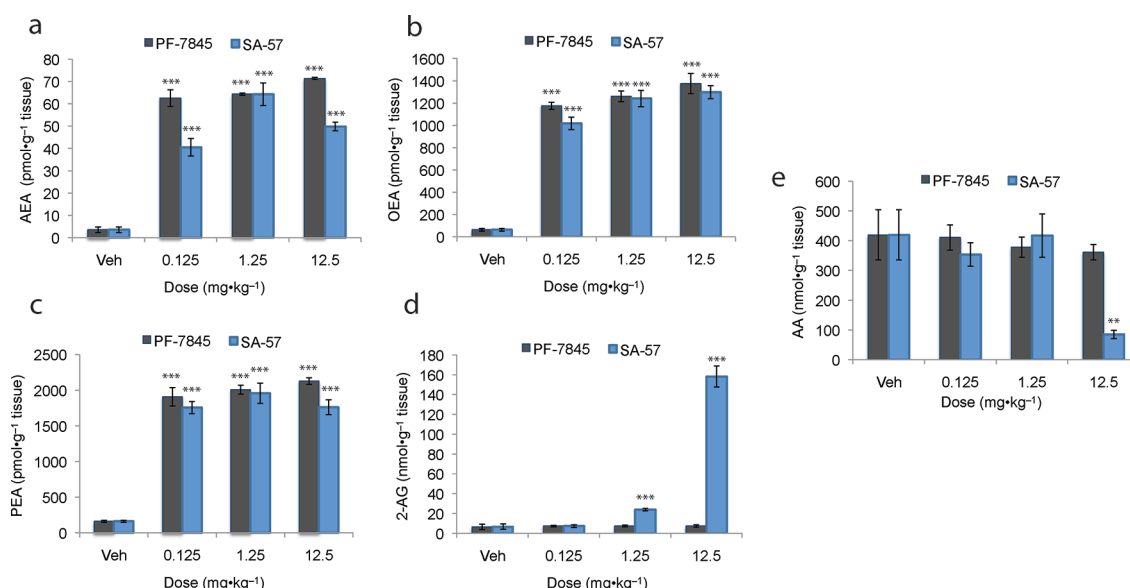 a
PF-7845 SA-57
AEA (pmol•g⁻¹ tissue)
80
70
60
50
40
30
20
10
0
*** *** *** *** *** ***
Veh 0.125 1.25 12.5
Dose (mg•kg⁻¹)
b
PF-7845 SA-57
OEA (pmol•g⁻¹ tissue)
1600
1400
1200
1000
800
600
400
200
0
*** *** *** *** *** ***
Veh 0.125 1.25 12.5
Dose (mg•kg⁻¹)
c
PF-7845 SA-57
PEA (pmol•g⁻¹ tissue)
2500
2000
1500
1000
500
0
*** *** *** *** *** ***
Veh 0.125 1.25 12.5
Dose (mg•kg⁻¹)
d
PF-7845 SA-57
2-AG (nmol•g⁻¹ tissue)
180
160
140
120
100
80
60
40
20
0
*** ***
Veh 0.125 1.25 12.5
Dose (mg•kg⁻¹)
e
PF-7845 SA-57
AA (nmol•g⁻¹ tissue)
600
500
400
300
200
100
0
**
Veh 0.125 1.25 12.5
Dose (mg•kg⁻¹)